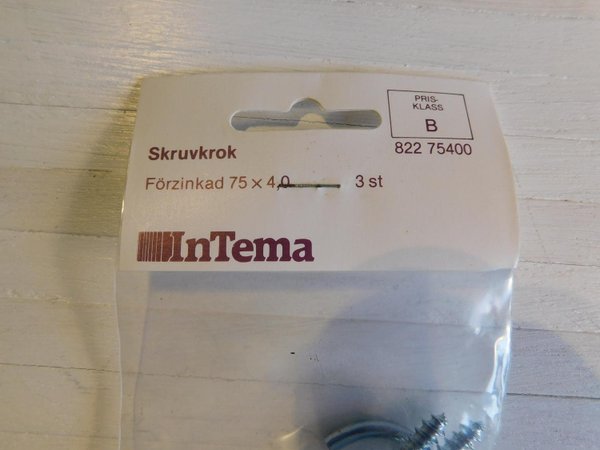 PRIS-
KLASS
B
Skruvkrok
822 75400
Förzinkad 75 × 4,0 3 st
InTema